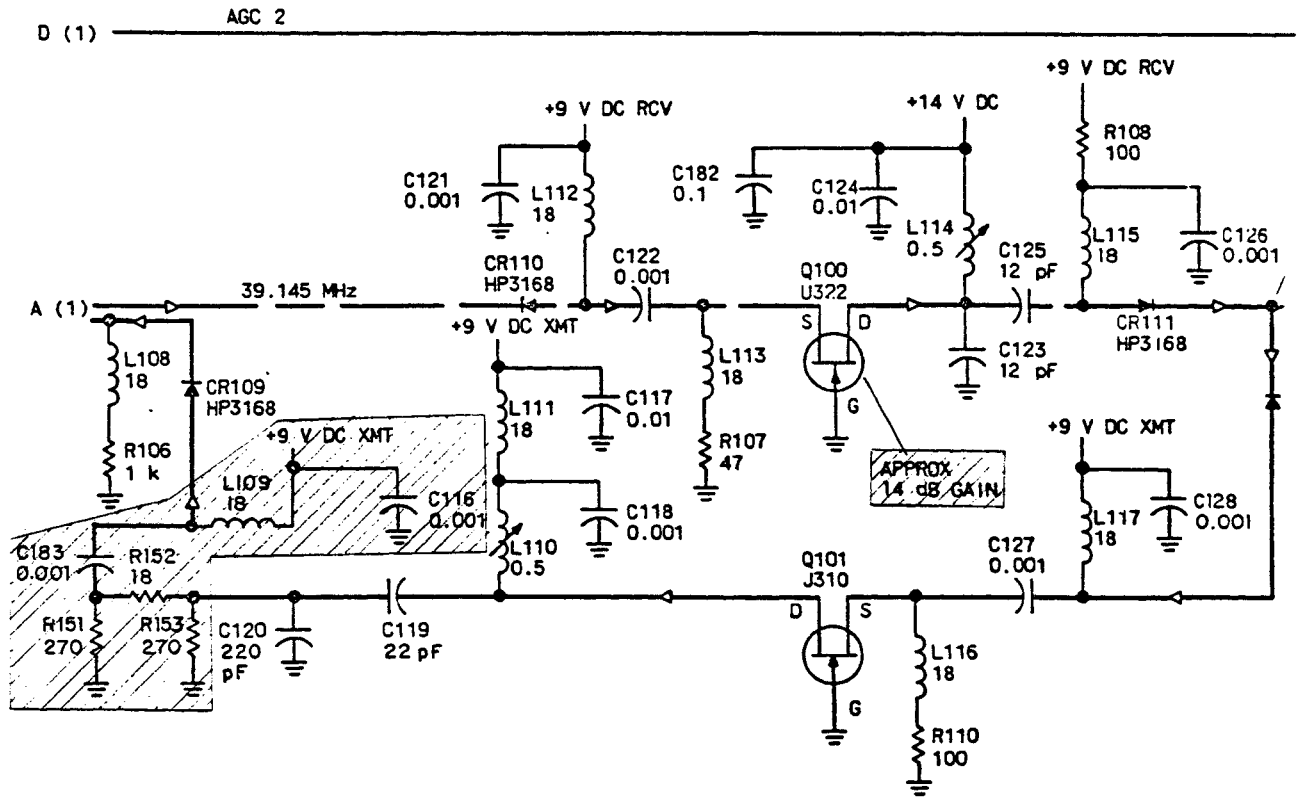 AGC 2
D (1)
+9 V DC RCV
+9 V DC RCV
+14 V DC
R108
100
C121
0.001
L112
18
C182
0.1
C124
0.01
L114
0.5
C125
12 pF
L115
18
C126
0.001
CR110
HP3168
C122
0.001
Q100
U322
A (1)
39.145 MHz
+9 V DC XMT
S
D
CR111
HP3168
L108
18
CR109
HP3168
L113
18
C123
12 pF
G
C117
0.01
L111
18
R106
1 k
+9 V DC XMT
R107
47
+9 V DC XMT
APPROX
14 dB GAIN
L109
18
C116
0.001
C118
0.001
L110
0.5
C128
0.001
L117
18
C183
0.001
R152
18
Q101
J310
C127
0.001
D
S
R151
270
R153
270
C120
220
pF
C119
22 pF
L116
18
G
R110
100